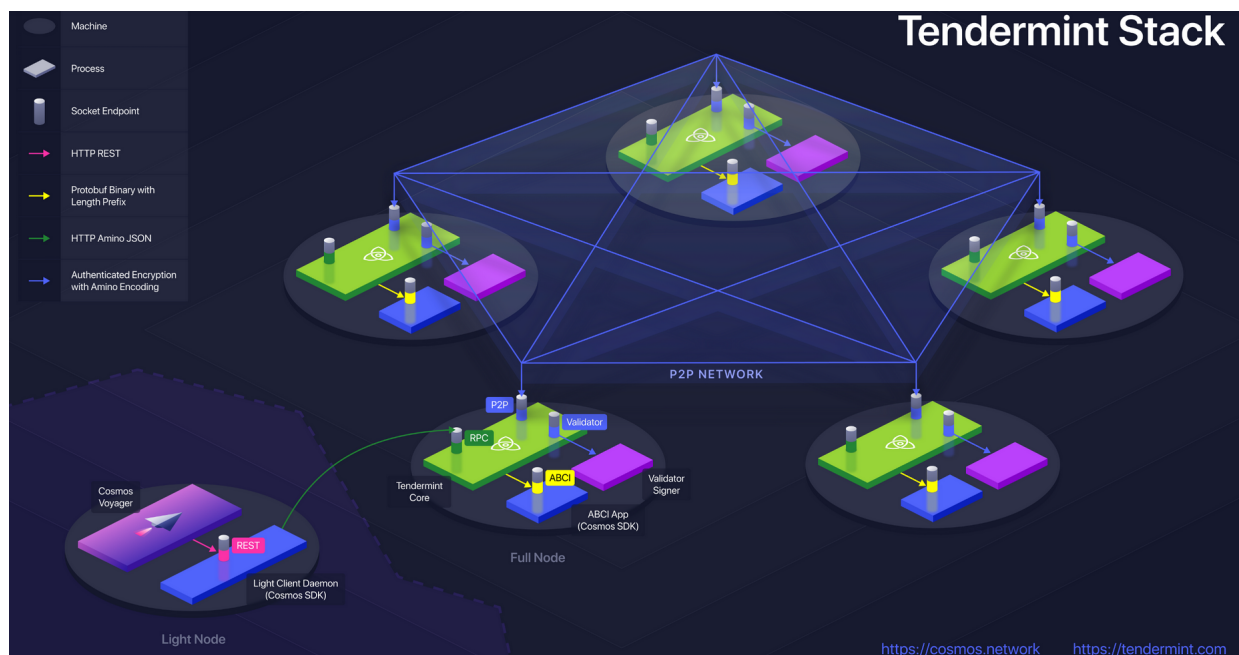 Tendermint Stack
Machine
Process
Socket Endpoint
HTTP REST
Protobuf Binary with
Length Prefix
HTTP Amino JSON
Authenticated Encryption
with Amino Encoding
P2P NETWORK
P2P
Validator
RPC
ABCI
Tendermint
Core
Validator
Signer
ABCI App
(Cosmos SDK)
Full Node
Cosmos
Voyager
REST
Light Client Daemon
(Cosmos SDK)
Light Node
https://cosmos.network
https://tendermint.com